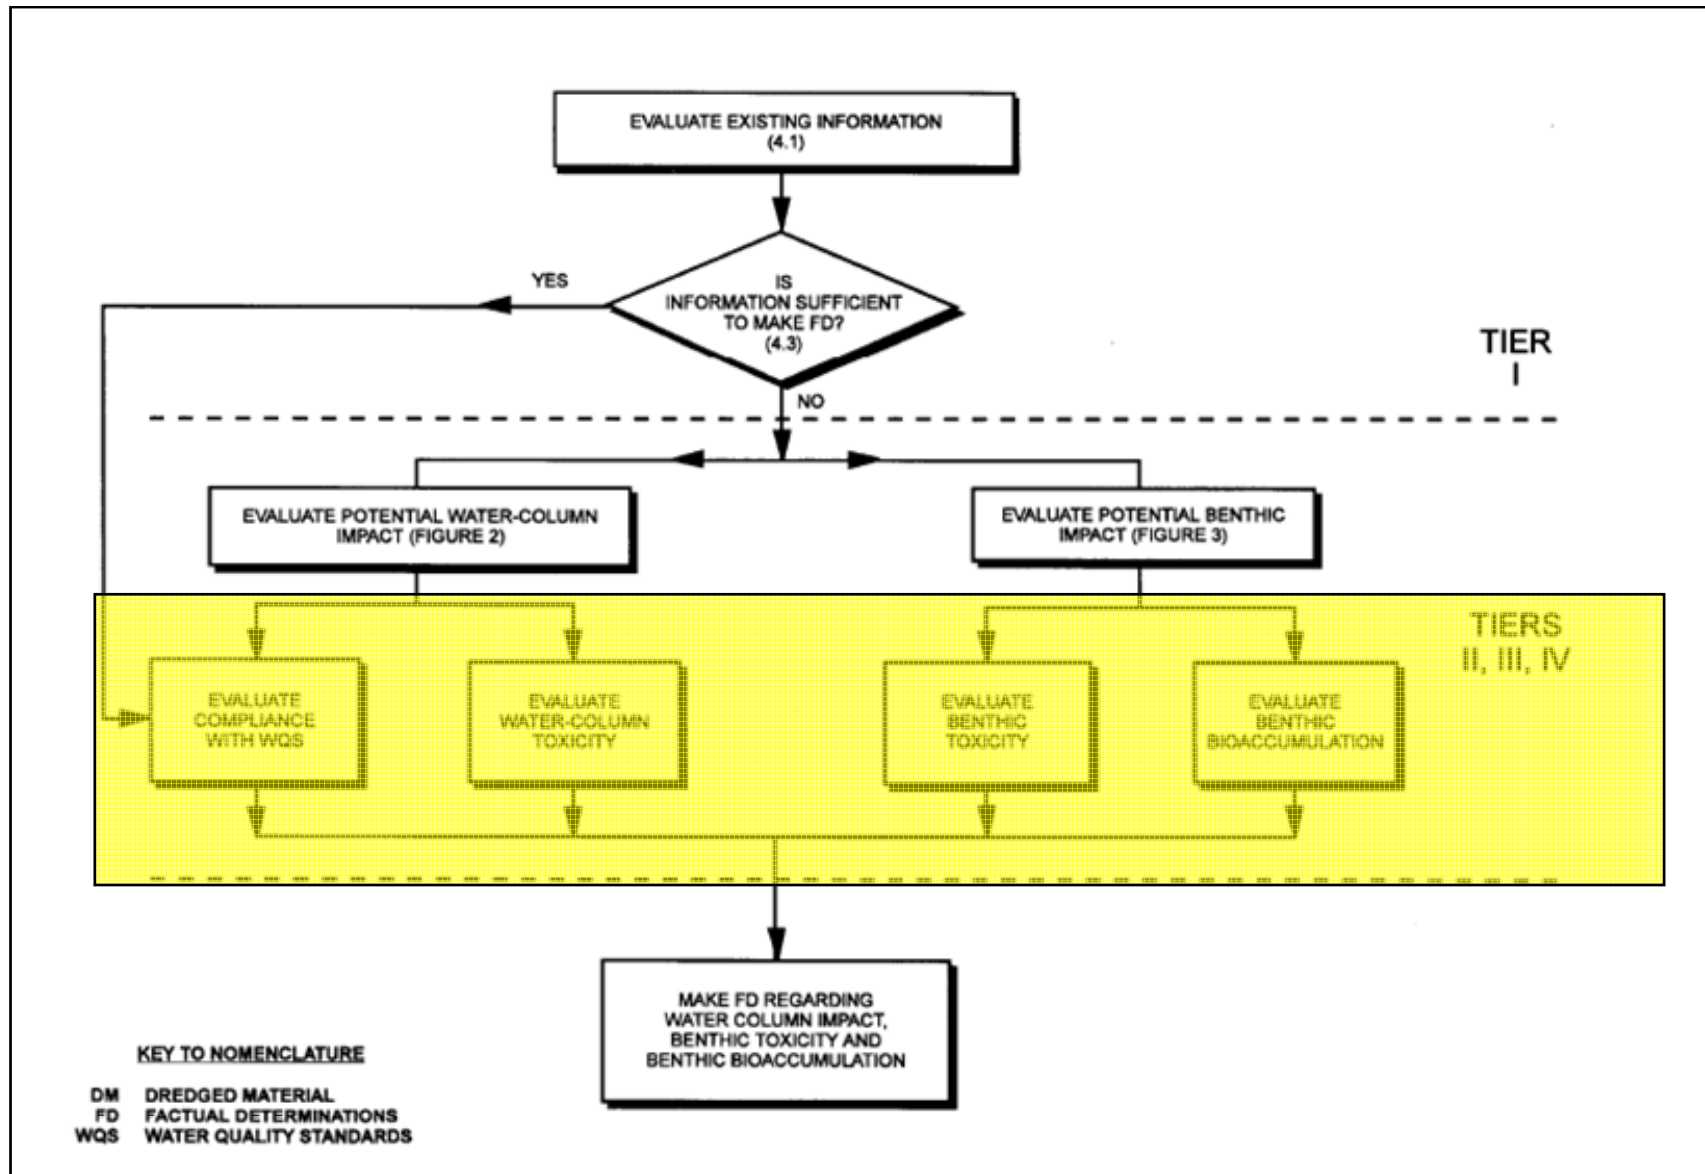 EVALUATE EXISTING INFORMATION
(4.1)
YES
IS
INFORMATION SUFFICIENT
TO MAKE FD?
(4.3)
TIER
I
NO
EVALUATE POTENTIAL WATER-COLUMN
IMPACT (FIGURE 2)
EVALUATE POTENTIAL BENTHIC
IMPACT (FIGURE 3)
TIERS
II, III, IV
EVALUATE
COMPLIANCE
WITH WQS
EVALUATE
WATER-COLUMN
TOXICITY
EVALUATE
BENTHIC
TOXICITY
EVALUATE
BENTHIC
BIOACCUMULATION
MAKE FD REGARDING
WATER COLUMN IMPACT,
BENTHIC TOXICITY AND
BENTHIC BIOACCUMULATION
KEY TO NOMENCLATURE
DM DREDGED MATERIAL
FD FACTUAL DETERMINATIONS
WQS WATER QUALITY STANDARDS